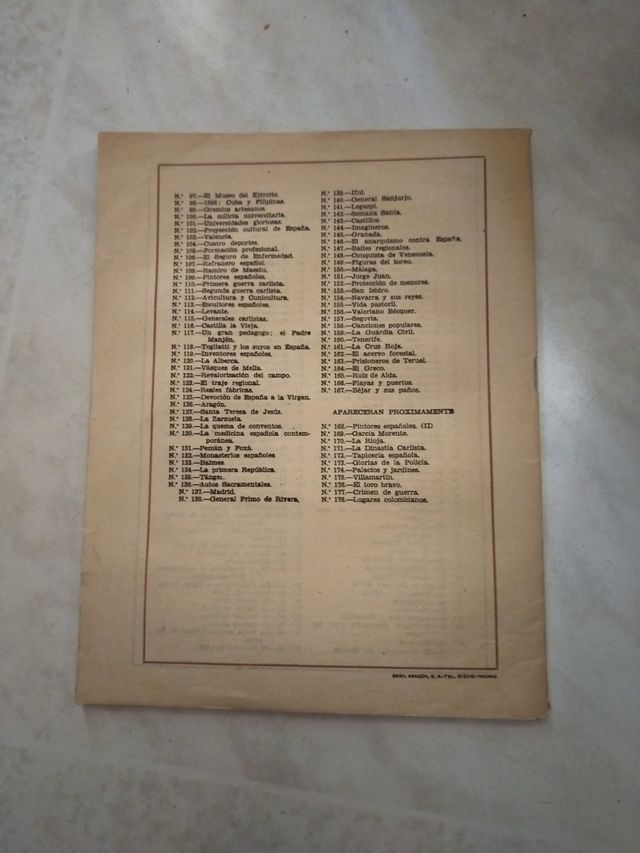 N.º 97.—El Museo del Ejército.
N.º 98.—1898: Cuba y Filipinas.
N.º 99.—Gremios artesanos.
N.º 100.—La milicia universitaria.
N.º 101.—Universidades gloriosas.
N.º 102.—Proyección cultural de España.
N.º 103.—Valencia.
N.º 104.—Cuatro deportes.
N.º 105.—Formación profesional.
N.º 106.—El Seguro de Enfermedad.
N.º 107.—Refranero español.
N.º 108.—Ramiro de Maeztu.
N.º 109.—Pintores españoles.
N.º 110.—Primera guerra carlista.
N.º 111.—Segunda guerra carlista.
N.º 112.—Avicultura y Cunicultura.
N.º 113.—Escultores españoles.
N.º 114.—Levante.
N.º 115.—Generales carlistas.
N.º 116.—Castilla la Vieja.
N.º 117.—Un gran pedagogo: el Padre
Manjón.
N.º 118.—Togliatti y los suyos en España.
N.º 119.—Inventores españoles.
N.º 120.—La Alberca.
N.º 121.—Vázques de Mella.
N.º 122.—Revalorización del campo.
N.º 123.—El traje regional.
N.º 124.—Reales fábricas.
N.º 125.—Devoción de España a la Virgen.
N.º 126.—Aragón.
N.º 127.—Santa Teresa de Jesús.
N.º 128.—La Zarzuela.
N.º 129.—La quema de conventos.
N.º 130.—La medicina española contem-
poránea.
N.º 131.—Pemán y Foxá.
N.º 132.—Monasterios españoles
N.º 133.—Balmes
N.º 134.—La primera República.
N.º 135.—Tánger.
N.º 136.—Autos Sacramentales.
N.º 137.—Madrid.
N.º 138.—General Primo de Rivera.
N.º 139.—Ifni.
N.º 140.—General Sanjurjo.
N.º 141.—Legazpi.
N.º 142.—Semana Santa.
N.º 143.—Castillos.
N.º 144.—Imagineros.
N.º 145.—Granada.
N.º 146.—El anarquismo contra España.
N.º 147.—Bailes regionales.
N.º 148.—Conquista de Venezuela.
N.º 149.—Figuras del toreo.
N.º 150.—Málaga.
N.º 151.—Jorge Juan.
N.º 152.—Protección de menores.
N.º 153.—San Isidro.
N.º 154.—Navarra y sus reyes.
N.º 155.—Vida pastoril.
N.º 156.—Valeriano Bécquer.
N.º 157.—Segovia.
N.º 158.—Canciones populares.
N.º 159.—La Guardia Civil.
N.º 160.—Tenerife.
N.º 161.—La Cruz Roja.
N.º 162.—El acervo forestal.
N.º 163.—Prisioneros de Teruel.
N.º 164.—El Greco.
N.º 165.—Ruiz de Alda.
N.º 166.—Playas y puertos.
N.º 167.—Béjar y sus paños.
APARECERAN PROXIMAMENTE
N.º 168.—Pintores españoles. (II)
N.º 169.—García Morente.
N.º 170.—La Rioja.
N.º 171.—La Dinastía Carlista.
N.º 172.—Tapicería española.
N.º 173.—Glorias de la Policía.
N.º 174.—Palacios y jardines.
N.º 175.—Villamartín.
N.º 176.—El toro bravo.
N.º 177.—Crimen de guerra.
N.º 178.—Lugares colombianos.
GRÁF. ARAGÓN, S. A.-TEL. -MADRID